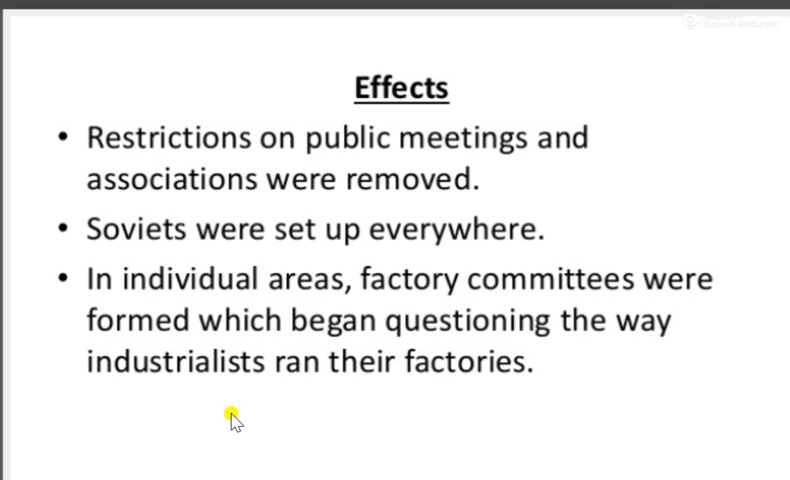 Effects
• Restrictions on public meetings and
associations were removed.
• Soviets were set up everywhere.
• In individual areas, factory committees were
formed which began questioning the way
industrialists ran their factories.